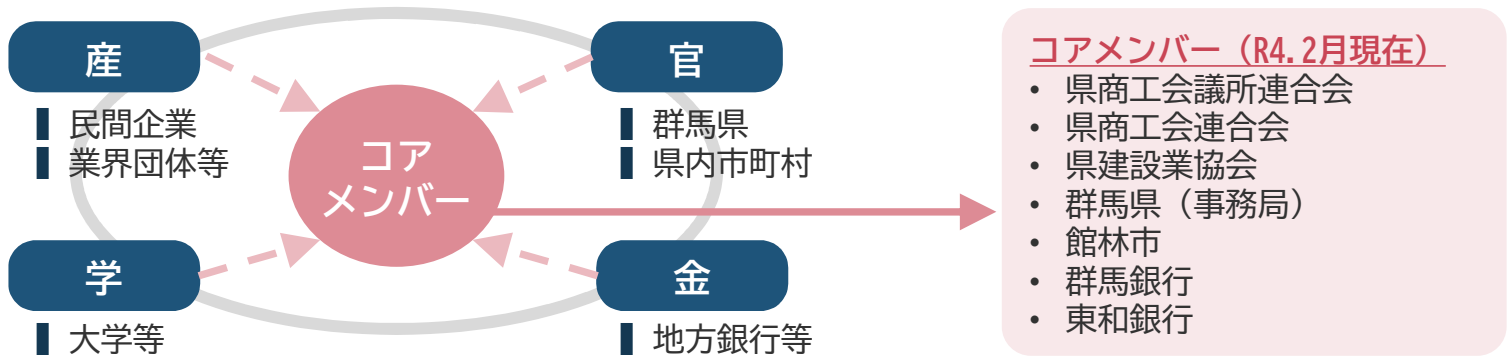 産
民間企業
業界団体等
官
群馬県
県内市町村
コア
メンバー
学
大学等
金
地方銀行等
コアメンバー（R4.2月現在）
• 県商工会議所連合会
• 県商工会連合会
• 県建設業協会
• 群馬県（事務局）
• 館林市
• 群馬銀行
• 東和銀行